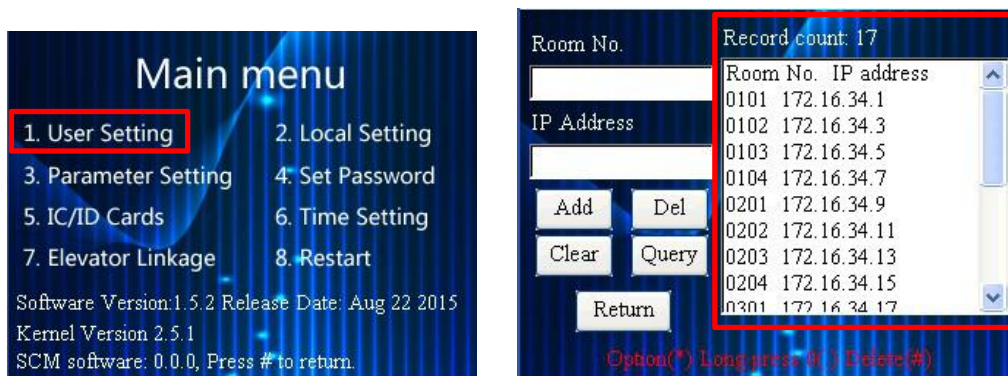 Main menu
1. User Setting
2. Local Setting
3. Parameter Setting
4. Set Password
5. IC/ID Cards
6. Time Setting
7. Elevator Linkage
8. Restart
Software Version:1.5.2 Release Date: Aug 22 2015
Kernel Version 2.5.1
SCM software: 0.0.0, Press # to return.
Room No.
IP Address
Add
Del
Clear
Query
Return
Record count: 17
Room No. IP address
0101 172.16.34.1
0102 172.16.34.3
0103 172.16.34.5
0104 172.16.34.7
0201 172.16.34.9
0202 172.16.34.11
0203 172.16.34.13
0204 172.16.34.15
0301 172.16.34.17
Option(*) Long press Delete(#)